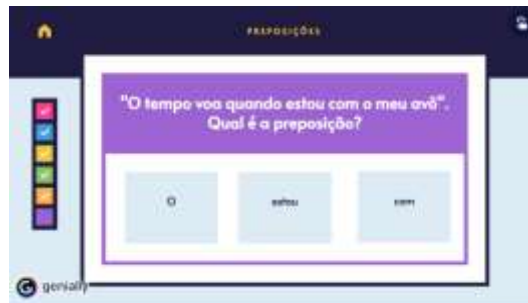 PREPOSIÇÕES
"O tempo voa quando estou com o meu avô".
Qual é a preposição?
O
estou
com
genially